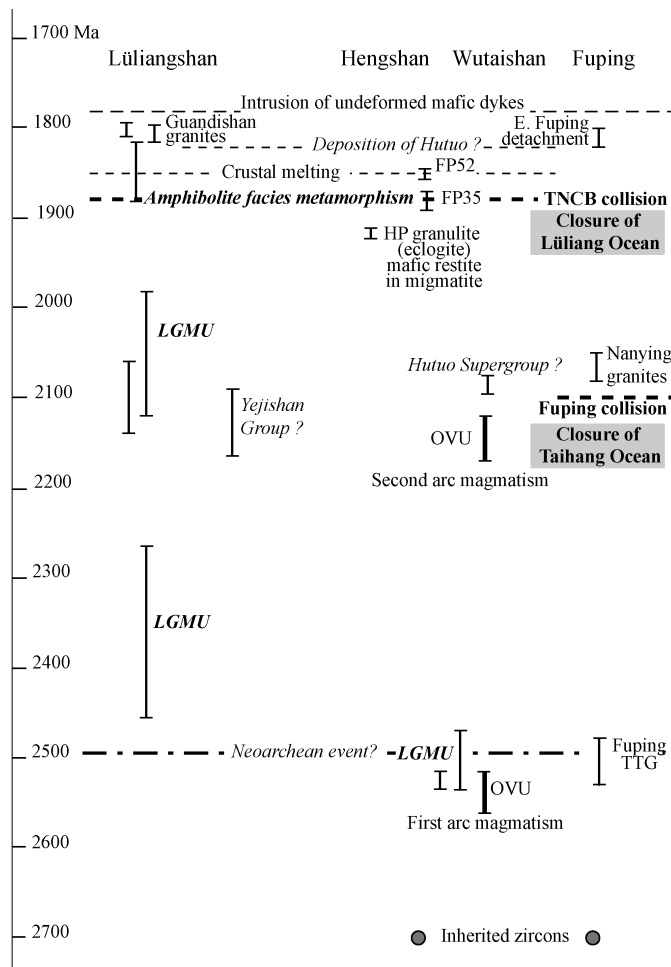 1700 Ma
Lüliangshan
Hengshan
Wutaishan
Fuping
Intrusion of undeformed mafic dykes
1800
Guandishan
granites
E. Fuping
detachment
Deposition of Hutuo ?
Crustal melting
FP52
Amphibolite facies metamorphism
FP35
TNCB collision
1900
Closure of
Lüliang Ocean
HP granulite
(eclogite)
mafic restite
in migmatite
2000
LGMU
Hutuo Supergroup ?
Nanying
granites
2100
Yejishan
Group ?
Fuping collision
OVU
Closure of
Taihang Ocean
2200
Second arc magmatism
2300
LGMU
2400
2500
Neoarchean event?
LGMU
Fuping
TTG
OVU
First arc magmatism
2600
2700
Inherited zircons